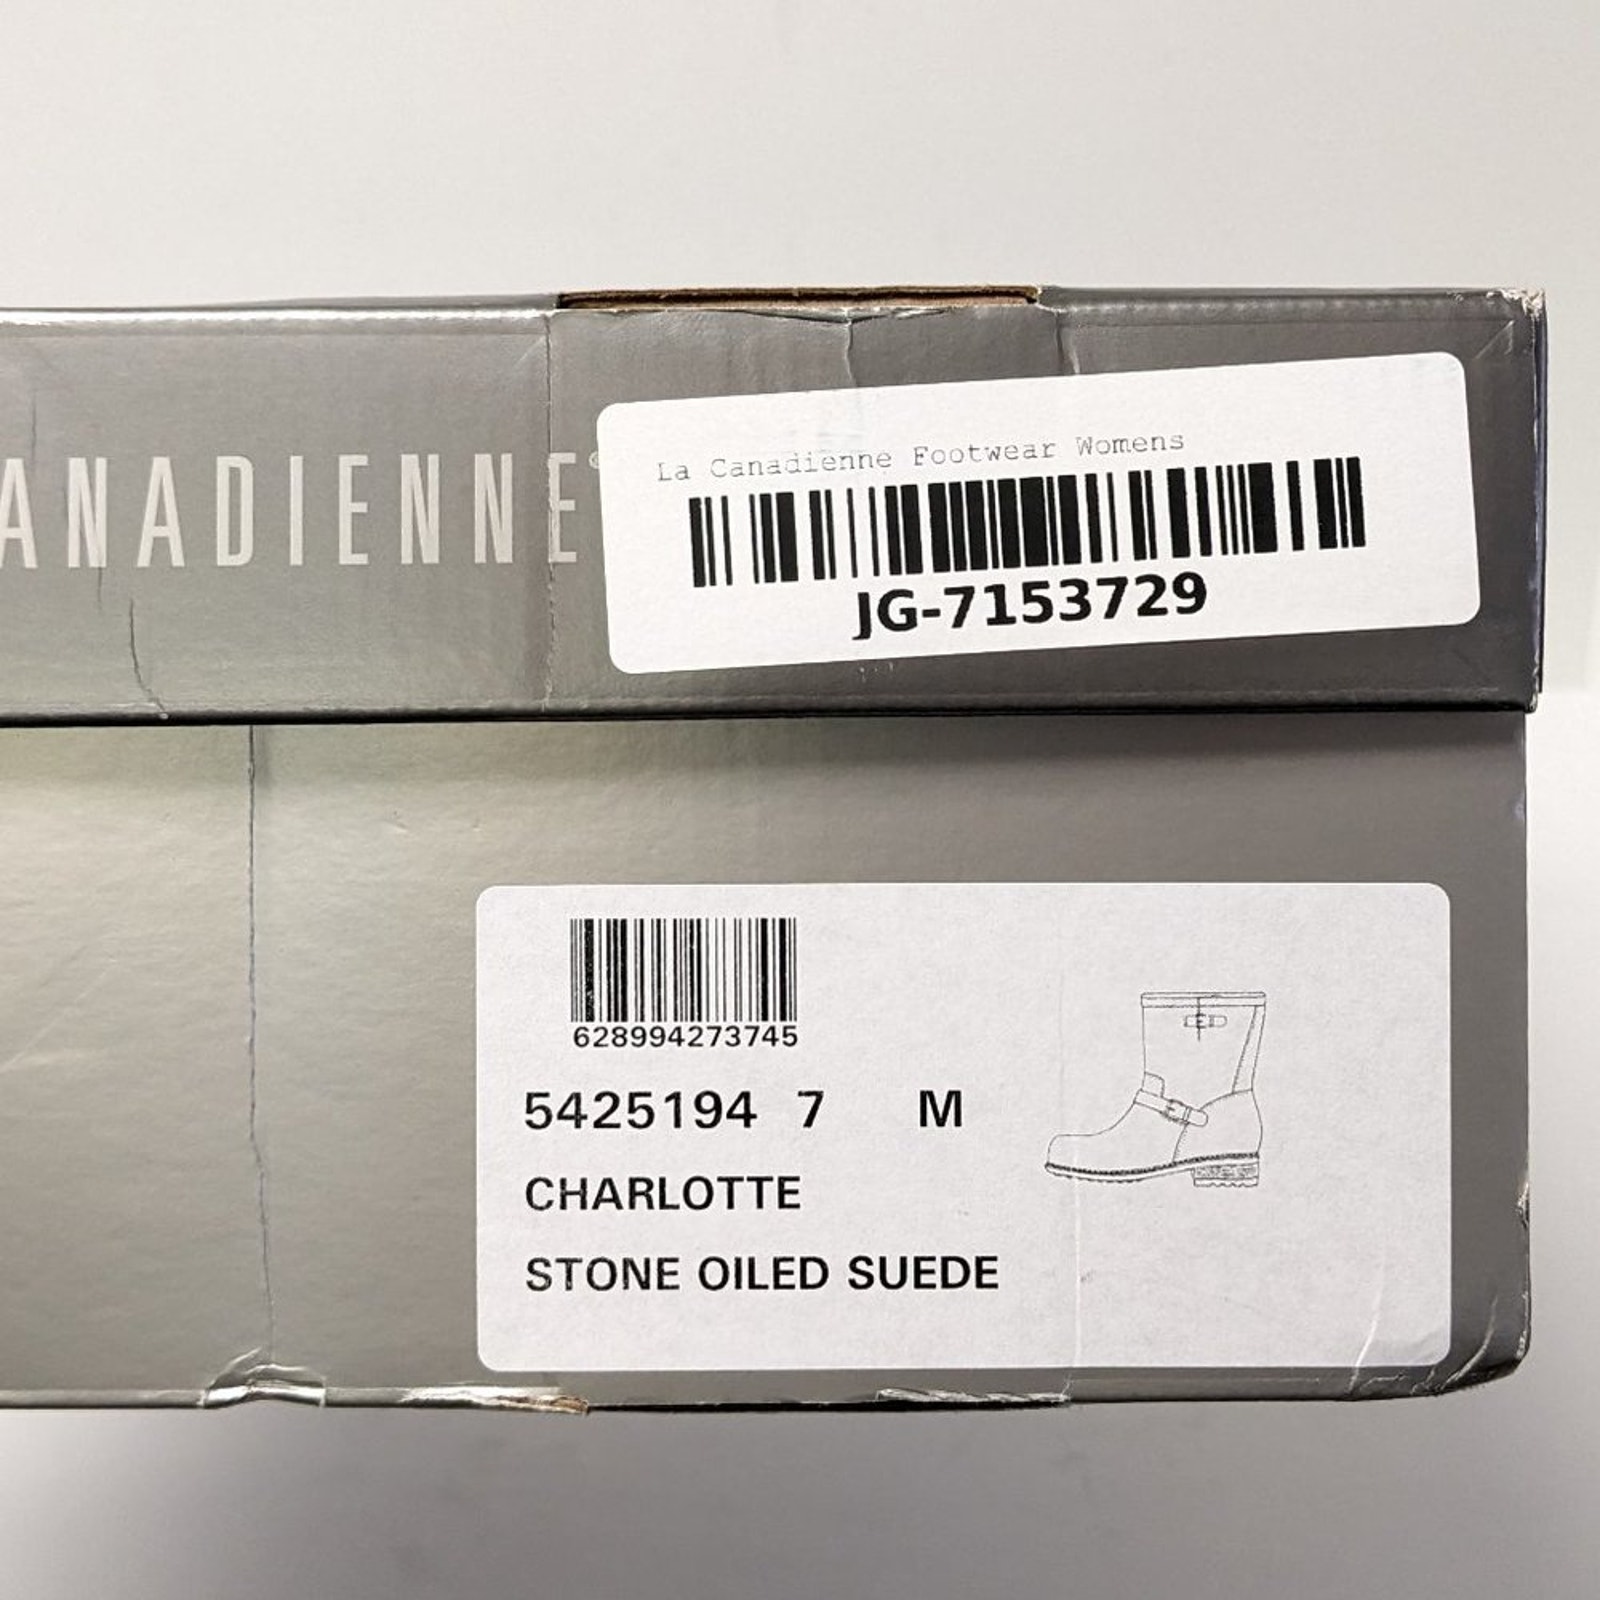 ANADIENNE®
La Canadienne Footwear Womens
JG-7153729
628994273745
5425194 7 M
CHARLOTTE
STONE OILED SUEDE